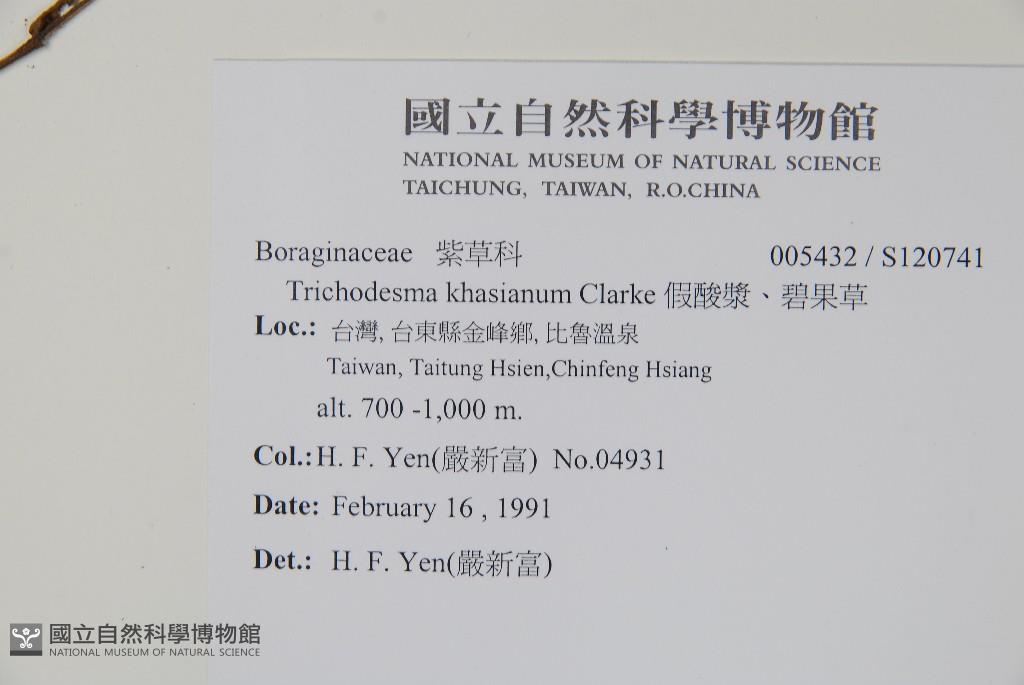 國立自然科學博物館
NATIONAL MUSEUM OF NATURAL SCIENCE
TAICHUNG, TAIWAN, R.O.CHINA
Boraginaceae 紫草科 005432 / S120741
Trichodesma khasianum Clarke 假酸漿、碧果草
Loc.: 台灣, 台東縣金峰鄉, 比魯溫泉
Taiwan, Taitung Hsien,Chinfeng Hsiang
alt. 700 -1,000 m.
Col.:H. F. Yen(嚴新富) No.04931
Date: February 16 , 1991
Det.: H. F. Yen(嚴新富)
國立自然科學博物館
NATIONAL MUSEUM OF NATURAL SCIENCE